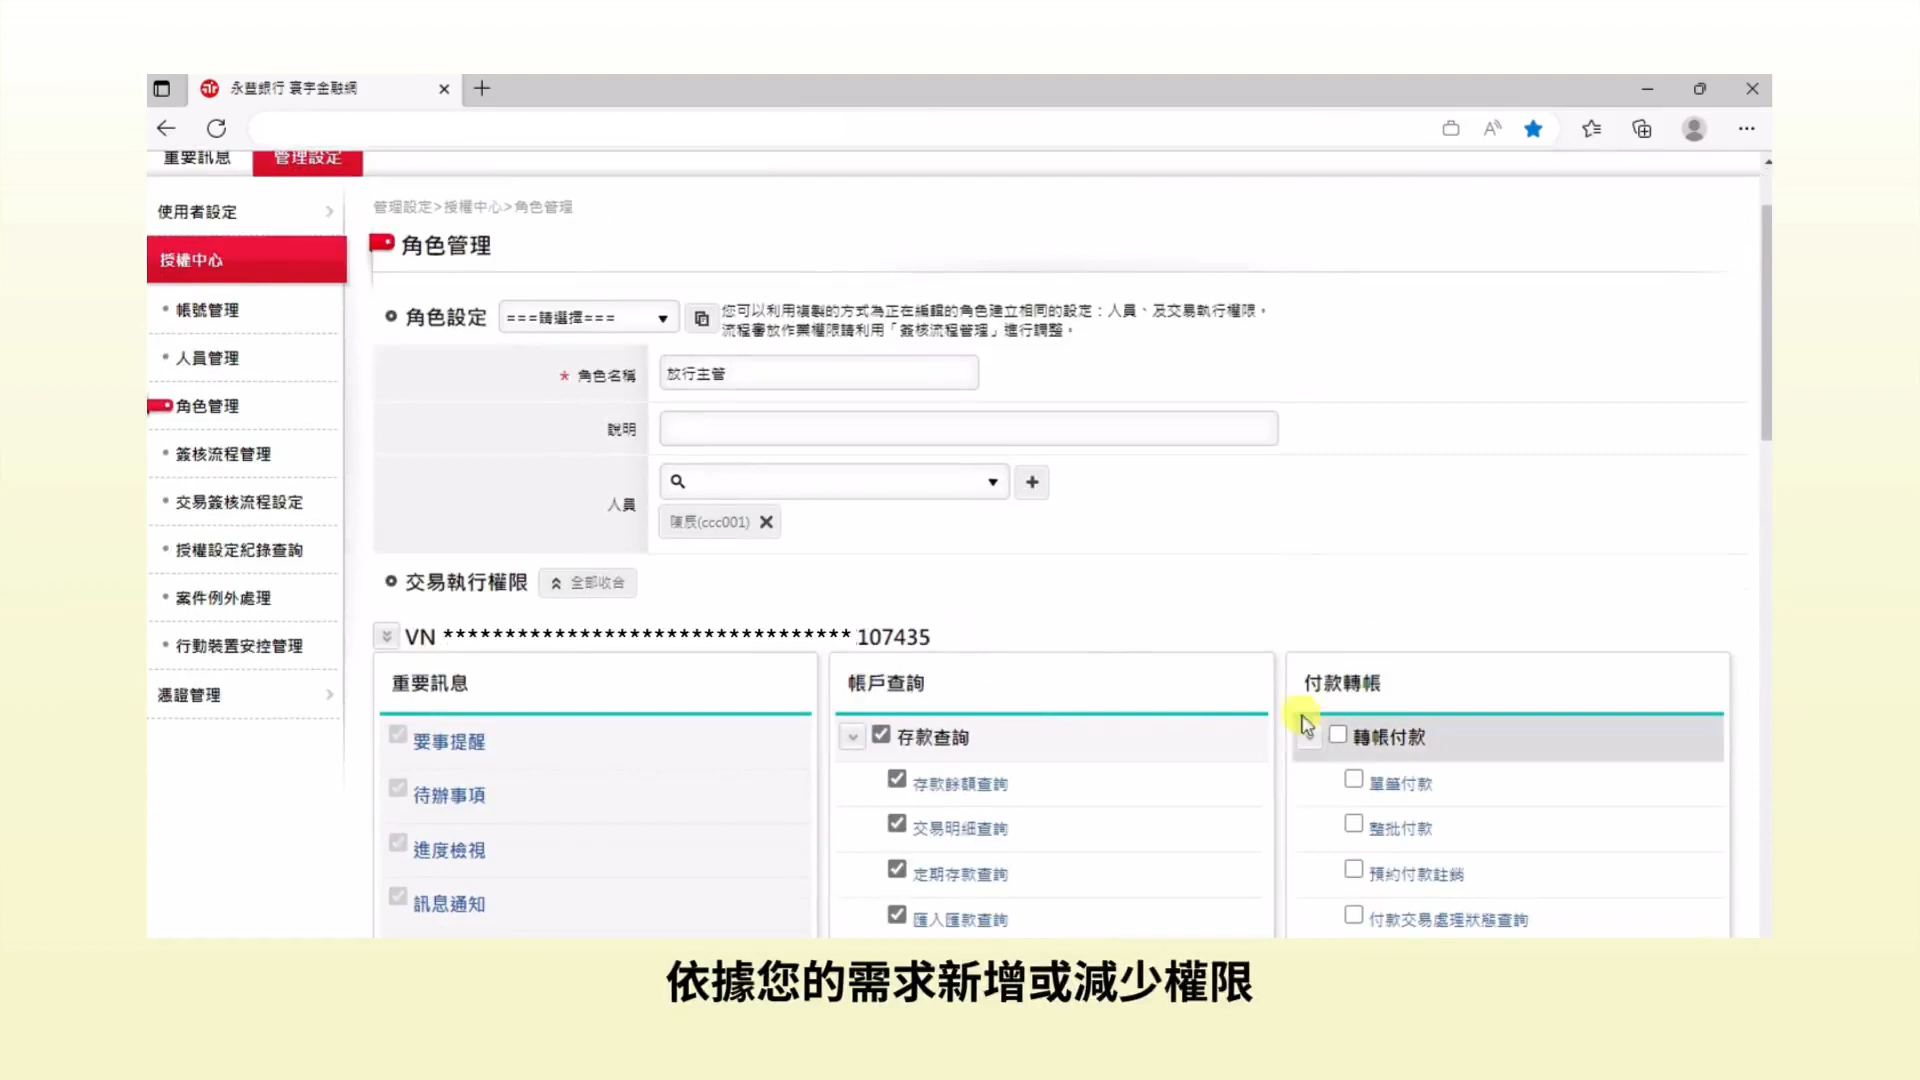 永豐銀行 寰宇金融網
重要訊息
管理設定
使用者設定
授權中心
帳號管理
人員管理
角色管理
簽核流程管理
交易簽核流程設定
授權設定紀錄查詢
案件例外處理
行動裝置安控管理
憑證管理
管理設定>授權中心>角色管理
角色管理
角色設定 ===請選擇=== 您可以利用複製的方式為正在編輯的角色建立相同的設定：人員、及交易執行權限。
流程審放作業權限請利用「簽核流程管理」進行調整。
* 角色名稱 放行主管
說明
人員
陳辰(ccc001)
交易執行權限 全部收合
VN ********************************** 107435
重要訊息
要事提醒
待辦事項
進度檢視
訊息通知
帳戶查詢
存款查詢
存款餘額查詢
交易明細查詢
定期存款查詢
匯入匯款查詢
付款轉帳
轉帳付款
單筆付款
整批付款
預約付款註銷
付款交易處理狀態查詢
依據您的需求新增或減少權限